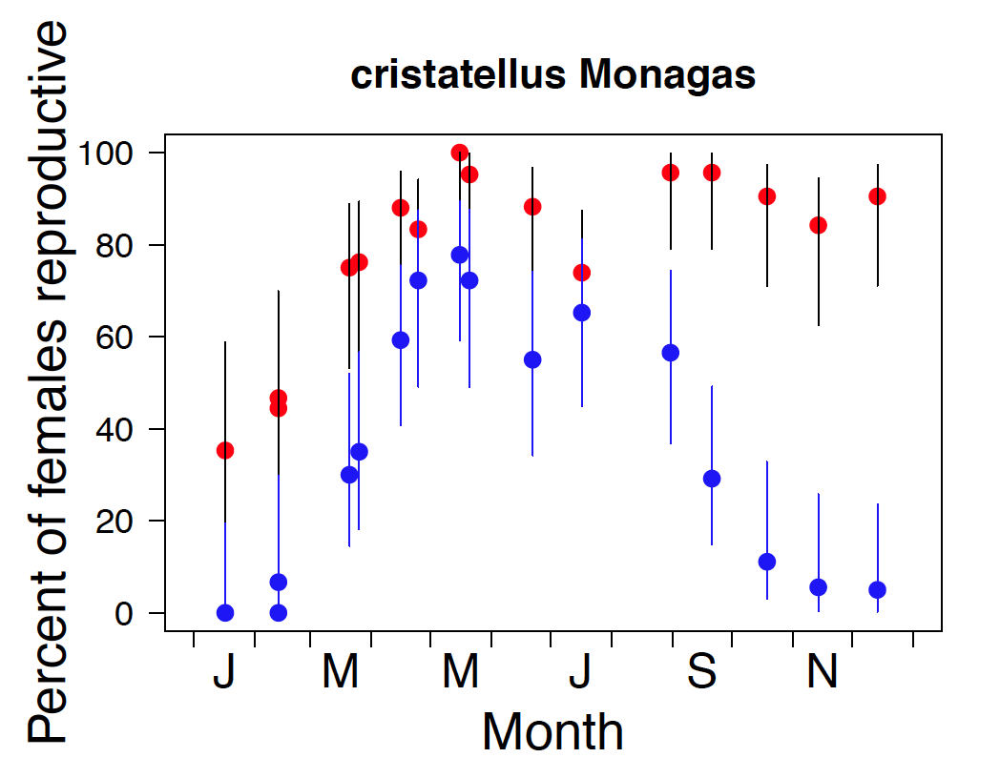 cristatellus Monagas
Percent of females reproductive
100
80
60
40
20
0
J M M J S N
Month